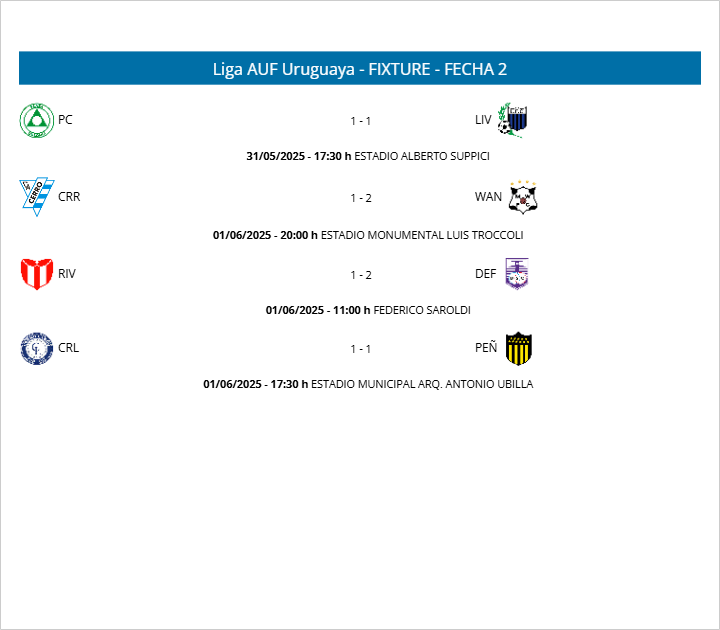 Liga AUF Uruguaya - FIXTURE - FECHA 2
PC 1 - 1 LIV
31/05/2025 - 17:30 h ESTADIO ALBERTO SUPPICI
CRR 1 - 2 WAN
01/06/2025 - 20:00 h ESTADIO MONUMENTAL LUIS TROCCOLI
RIV 1 - 2 DEF
01/06/2025 - 11:00 h FEDERICO SAROLDI
CRL 1 - 1 PEÑ
01/06/2025 - 17:30 h ESTADIO MUNICIPAL ARQ. ANTONIO UBILLA